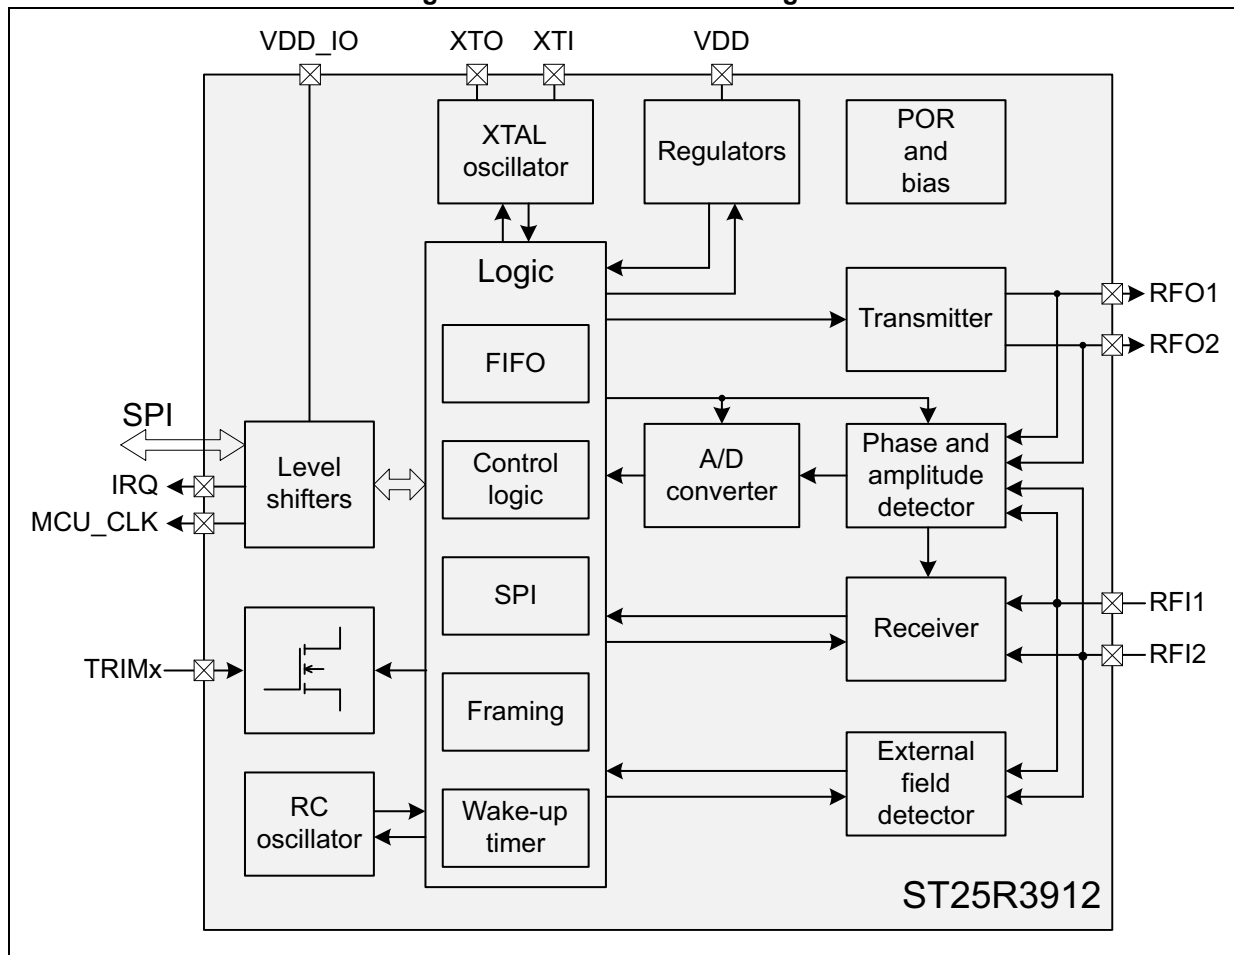 VDD_IO
XTO
XTI
VDD
XTAL
oscillator
Regulators
POR
and
bias
Logic
FIFO
Transmitter
RFO1
RFO2
SPI
IRQ
MCU_CLK
Level
shifters
Control
logic
A/D
converter
Phase and
amplitude
detector
SPI
Receiver
RFI1
RFI2
TRIMx
Framing
External
field
detector
RC
oscillator
Wake-up
timer
ST25R3912